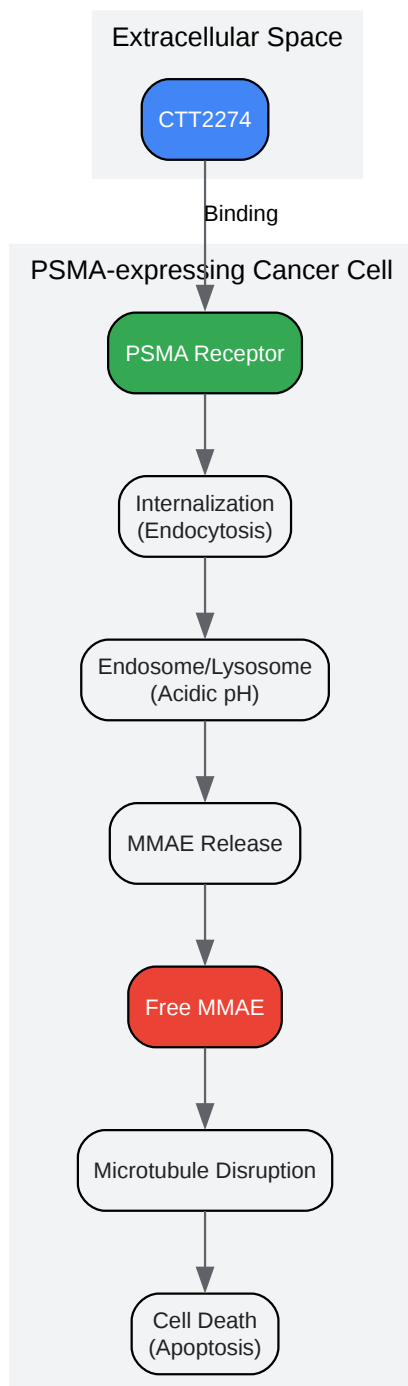 Extracellular Space
CTT2274
Binding
PSMA-expressing Cancer Cell
PSMA Receptor
Internalization
(Endocytosis)
Endosome/Lysosome
(Acidic pH)
MMAE Release
Free MMAE
Microtubule Disruption
Cell Death
(Apoptosis)